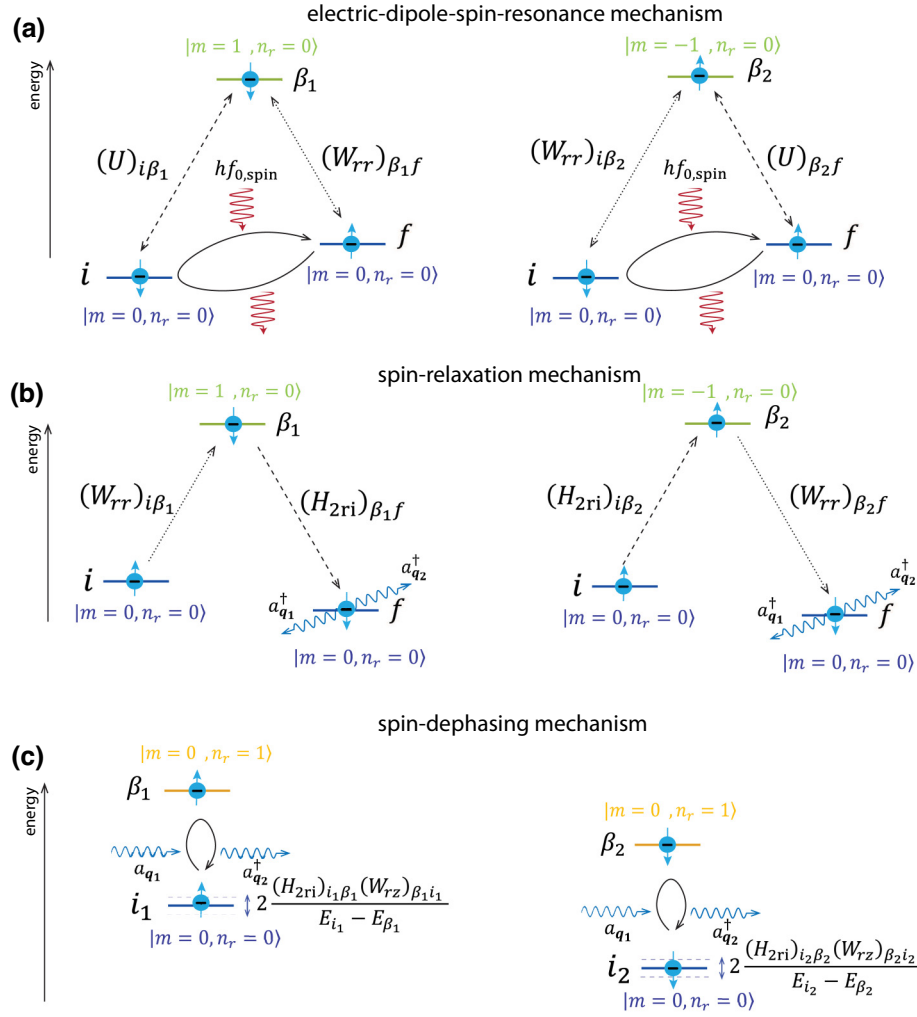 electric-dipole-spin-resonance mechanism
(a)
energy
|m = 1 , n_r = 0⟩
β₁
(U)_{iβ₁}
(W_{rr})_{β₁f}
hf_{0,spin}
i
f
|m = 0, n_r = 0⟩
|m = 0, n_r = 0⟩
|m = −1 , n_r = 0⟩
β₂
(W_{rr})_{iβ₂}
(U)_{β₂f}
hf_{0,spin}
i
f
|m = 0, n_r = 0⟩
|m = 0, n_r = 0⟩
spin-relaxation mechanism
(b)
energy
|m = 1 , n_r = 0⟩
β₁
(W_{rr})_{iβ₁}
(H_{2ri})_{β₁f}
i
|m = 0, n_r = 0⟩
a†_{q₂}
a†_{q₁}
f
|m = 0, n_r = 0⟩
|m = −1 , n_r = 0⟩
β₂
(H_{2ri})_{iβ₂}
(W_{rr})_{β₂f}
i
|m = 0, n_r = 0⟩
a†_{q₂}
a†_{q₁}
f
|m = 0, n_r = 0⟩
spin-dephasing mechanism
(c)
energy
|m = 0 , n_r = 1⟩
β₁
a_{q₁}
a†_{q₂}
i₁
2 (H_{2ri})_{i₁β₁}(W_{rz})_{β₁i₁}
E_{i₁} − E_{β₁}
|m = 0, n_r = 0⟩
|m = 0 , n_r = 1⟩
β₂
a_{q₁}
a†_{q₂}
i₂
2 (H_{2ri})_{i₂β₂}(W_{rz})_{β₂i₂}
E_{i₂} − E_{β₂}
|m = 0, n_r = 0⟩